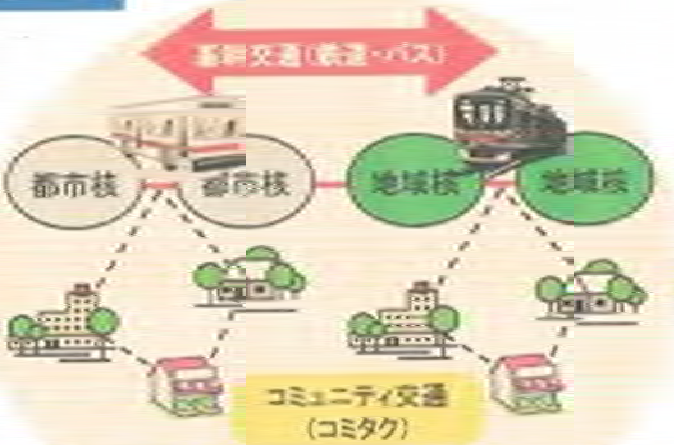 基幹交通(鉄道・バス)
都市核
都市核
地域核
地域核
コミュニティ交通
(コミタク)